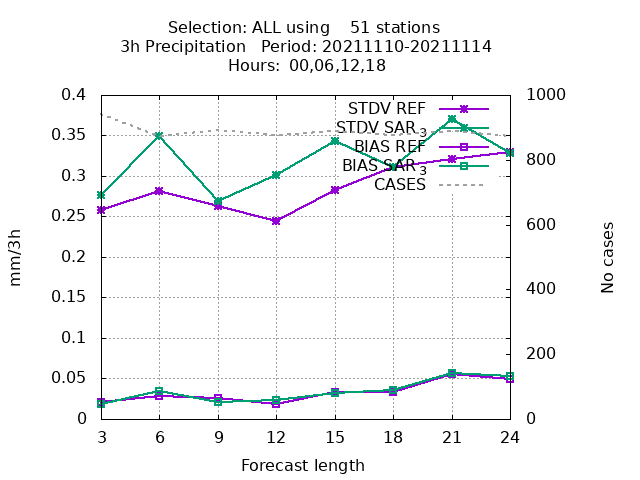 Selection: ALL using    51 stations
3h Precipitation   Period: 20211110-20211114
Hours: 00,06,12,18
0.4
0.35
0.3
0.25
0.2
0.15
0.1
0.05
0
1000
800
600
400
200
0
STDV REF
STDV SAR_3
BIAS REF
BIAS SAR_3
CASES
mm/3h
No cases
3 6 9 12 15 18 21 24
Forecast length